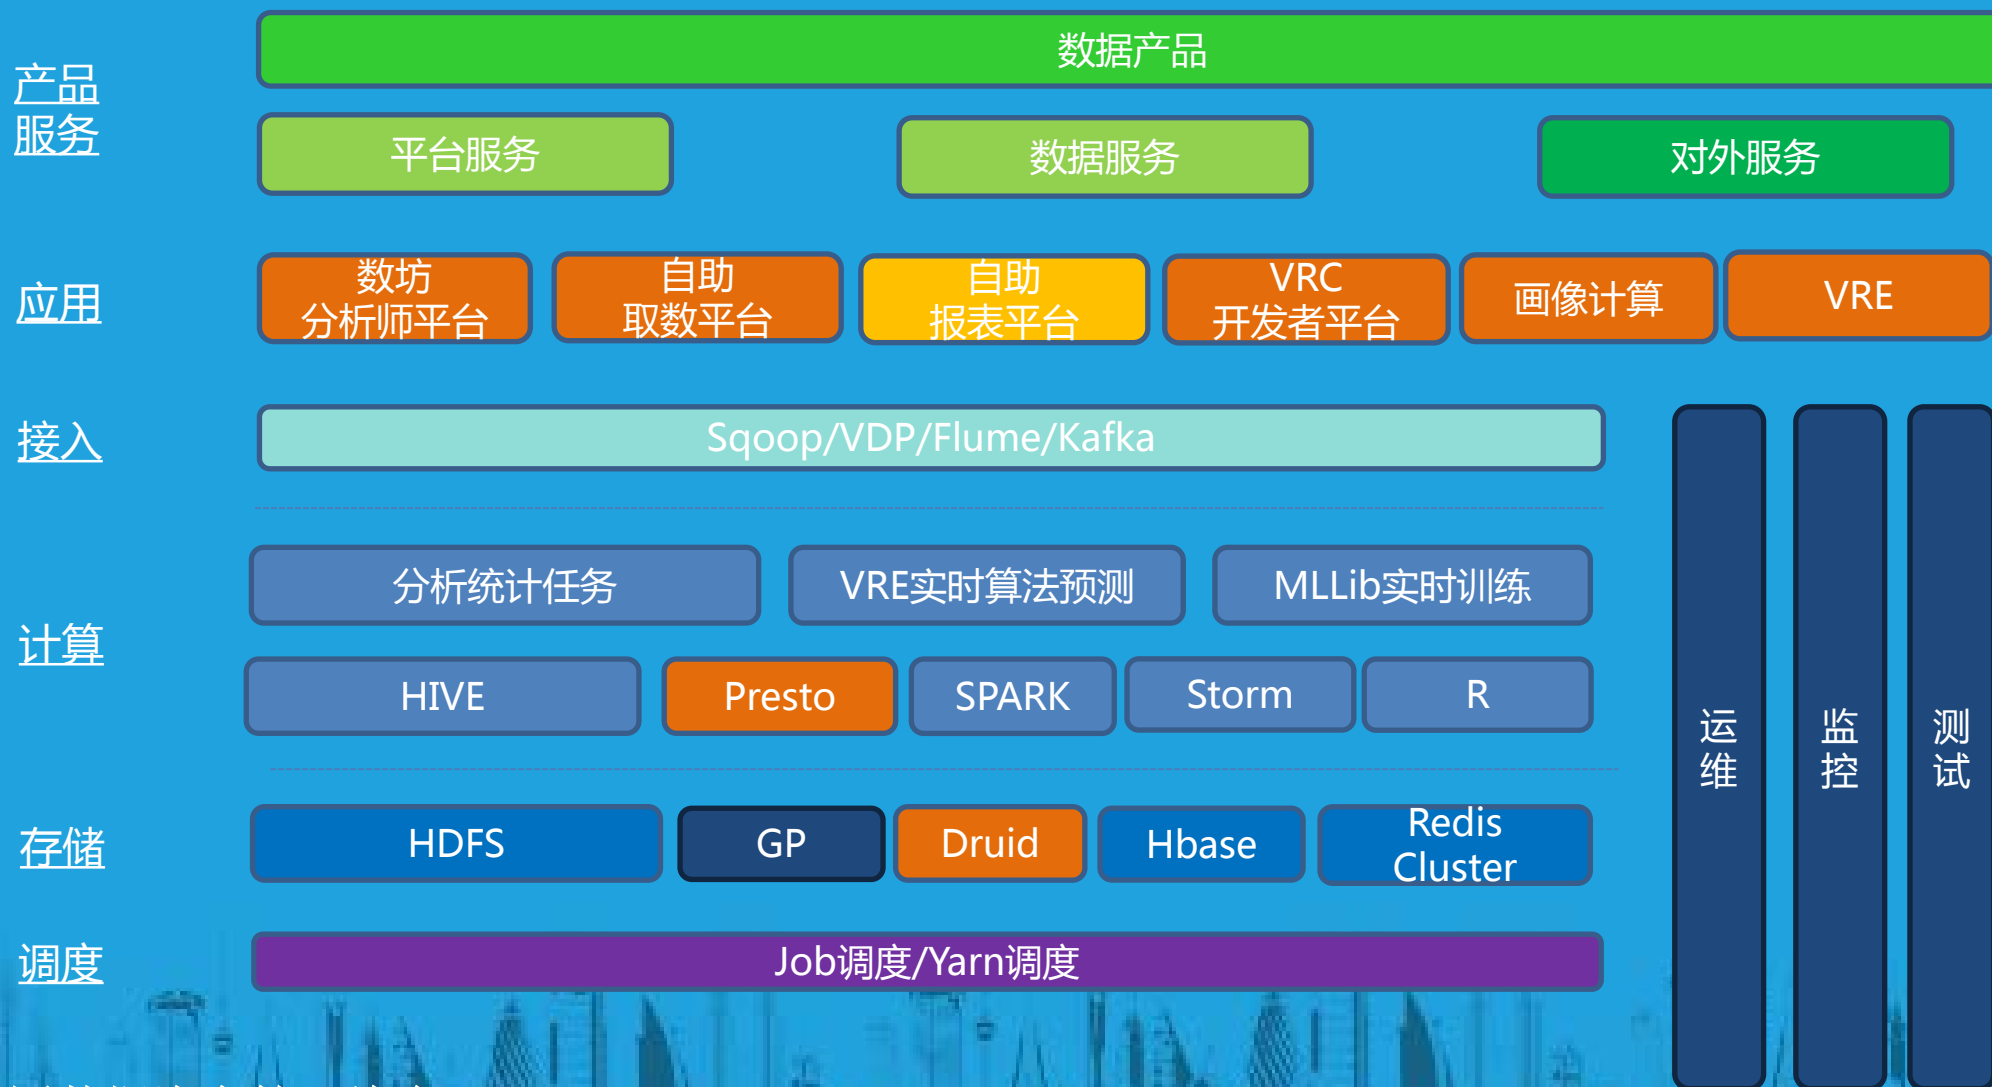 产品
服务
数据产品
平台服务
数据服务
对外服务
应用
数坊
分析师平台
自助
取数平台
自助
报表平台
VRC
开发者平台
画像计算
VRE
接入
Sqoop/VDP/Flume/Kafka
计算
分析统计任务
VRE实时算法预测
MLLib实时训练
HIVE
Presto
SPARK
Storm
R
存储
HDFS
GP
Druid
Hbase
Redis
Cluster
调度
Job调度/Yarn调度
运
维
监
控
测
试